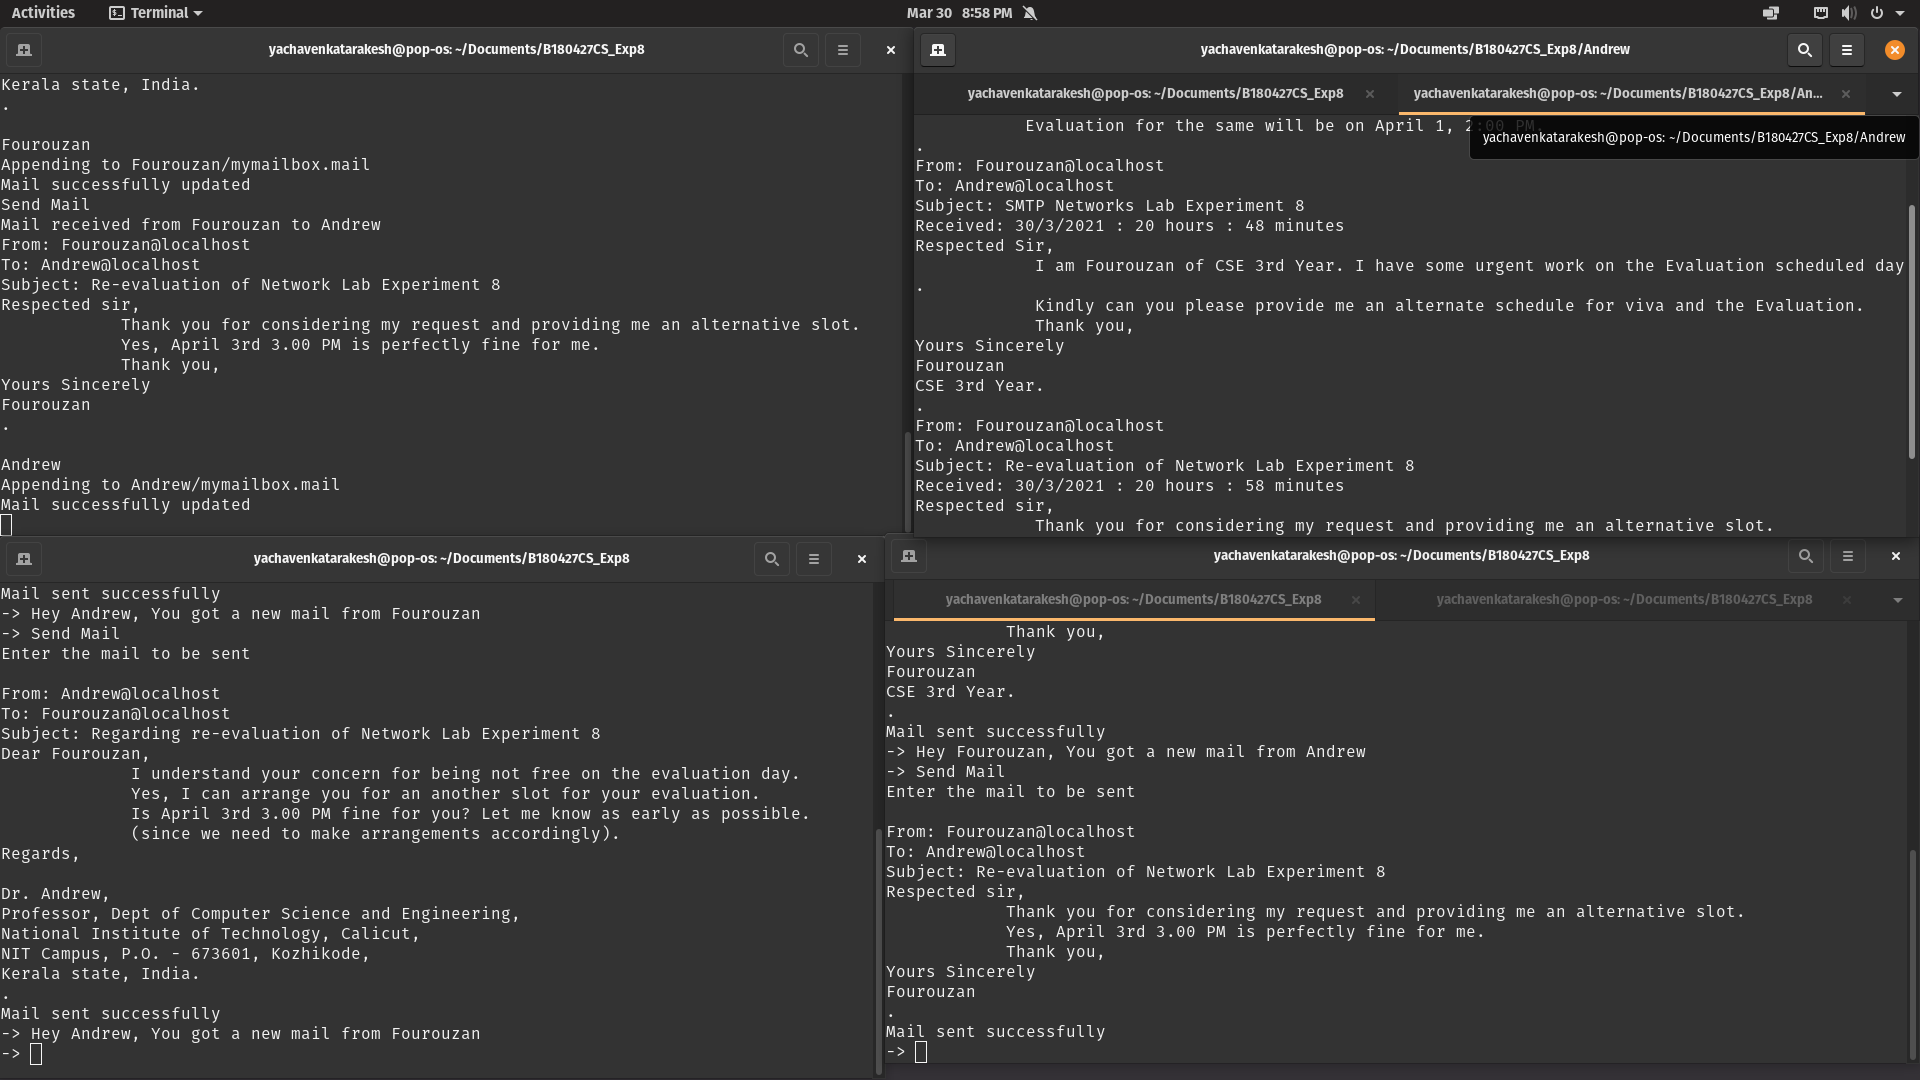 Activities
Terminal
Mar 30 8:58 PM
yachavenkatarakesh@pop-os: ~/Documents/B180427CS_Exp8
Kerala state, India.
.
Fourouzan
Appending to Fourouzan/mymailbox.mail
Mail successfully updated
Send Mail
Mail received from Fourouzan to Andrew
From: Fourouzan@localhost
To: Andrew@localhost
Subject: Re-evaluation of Network Lab Experiment 8
Respected sir,
Thank you for considering my request and providing me an alternative slot.
Yes, April 3rd 3.00 PM is perfectly fine for me.
Thank you,
Yours Sincerely
Fourouzan
.
Andrew
Appending to Andrew/mymailbox.mail
Mail successfully updated
yachavenkatarakesh@pop-os: ~/Documents/B180427CS_Exp8/Andrew
yachavenkatarakesh@pop-os: ~/Documents/B180427CS_Exp8
yachavenkatarakesh@pop-os: ~/Documents/B180427CS_Exp8/An...
Evaluation for the same will be on April 1, 2:00 PM.
yachavenkatarakesh@pop-os: ~/Documents/B180427CS_Exp8/Andrew
.
From: Fourouzan@localhost
To: Andrew@localhost
Subject: SMTP Networks Lab Experiment 8
Received: 30/3/2021 : 20 hours : 48 minutes
Respected Sir,
I am Fourouzan of CSE 3rd Year. I have some urgent work on the Evaluation scheduled day
.
Kindly can you please provide me an alternate schedule for viva and the Evaluation.
Thank you,
Yours Sincerely
Fourouzan
CSE 3rd Year.
.
From: Fourouzan@localhost
To: Andrew@localhost
Subject: Re-evaluation of Network Lab Experiment 8
Received: 30/3/2021 : 20 hours : 58 minutes
Respected sir,
Thank you for considering my request and providing me an alternative slot.
yachavenkatarakesh@pop-os: ~/Documents/B180427CS_Exp8
Mail sent successfully
-> Hey Andrew, You got a new mail from Fourouzan
-> Send Mail
Enter the mail to be sent
From: Andrew@localhost
To: Fourouzan@localhost
Subject: Regarding re-evaluation of Network Lab Experiment 8
Dear Fourouzan,
I understand your concern for being not free on the evaluation day.
Yes, I can arrange you for an another slot for your evaluation.
Is April 3rd 3.00 PM fine for you? Let me know as early as possible.
(since we need to make arrangements accordingly).
Regards,
Dr. Andrew,
Professor, Dept of Computer Science and Engineering,
National Institute of Technology, Calicut,
NIT Campus, P.O. - 673601, Kozhikode,
Kerala state, India.
.
Mail sent successfully
-> Hey Andrew, You got a new mail from Fourouzan
->
yachavenkatarakesh@pop-os: ~/Documents/B180427CS_Exp8
yachavenkatarakesh@pop-os: ~/Documents/B180427CS_Exp8
yachavenkatarakesh@pop-os: ~/Documents/B180427CS_Exp8
Thank you,
Yours Sincerely
Fourouzan
CSE 3rd Year.
.
Mail sent successfully
-> Hey Fourouzan, You got a new mail from Andrew
-> Send Mail
Enter the mail to be sent
From: Fourouzan@localhost
To: Andrew@localhost
Subject: Re-evaluation of Network Lab Experiment 8
Respected sir,
Thank you for considering my request and providing me an alternative slot.
Yes, April 3rd 3.00 PM is perfectly fine for me.
Thank you,
Yours Sincerely
Fourouzan
.
Mail sent successfully
->